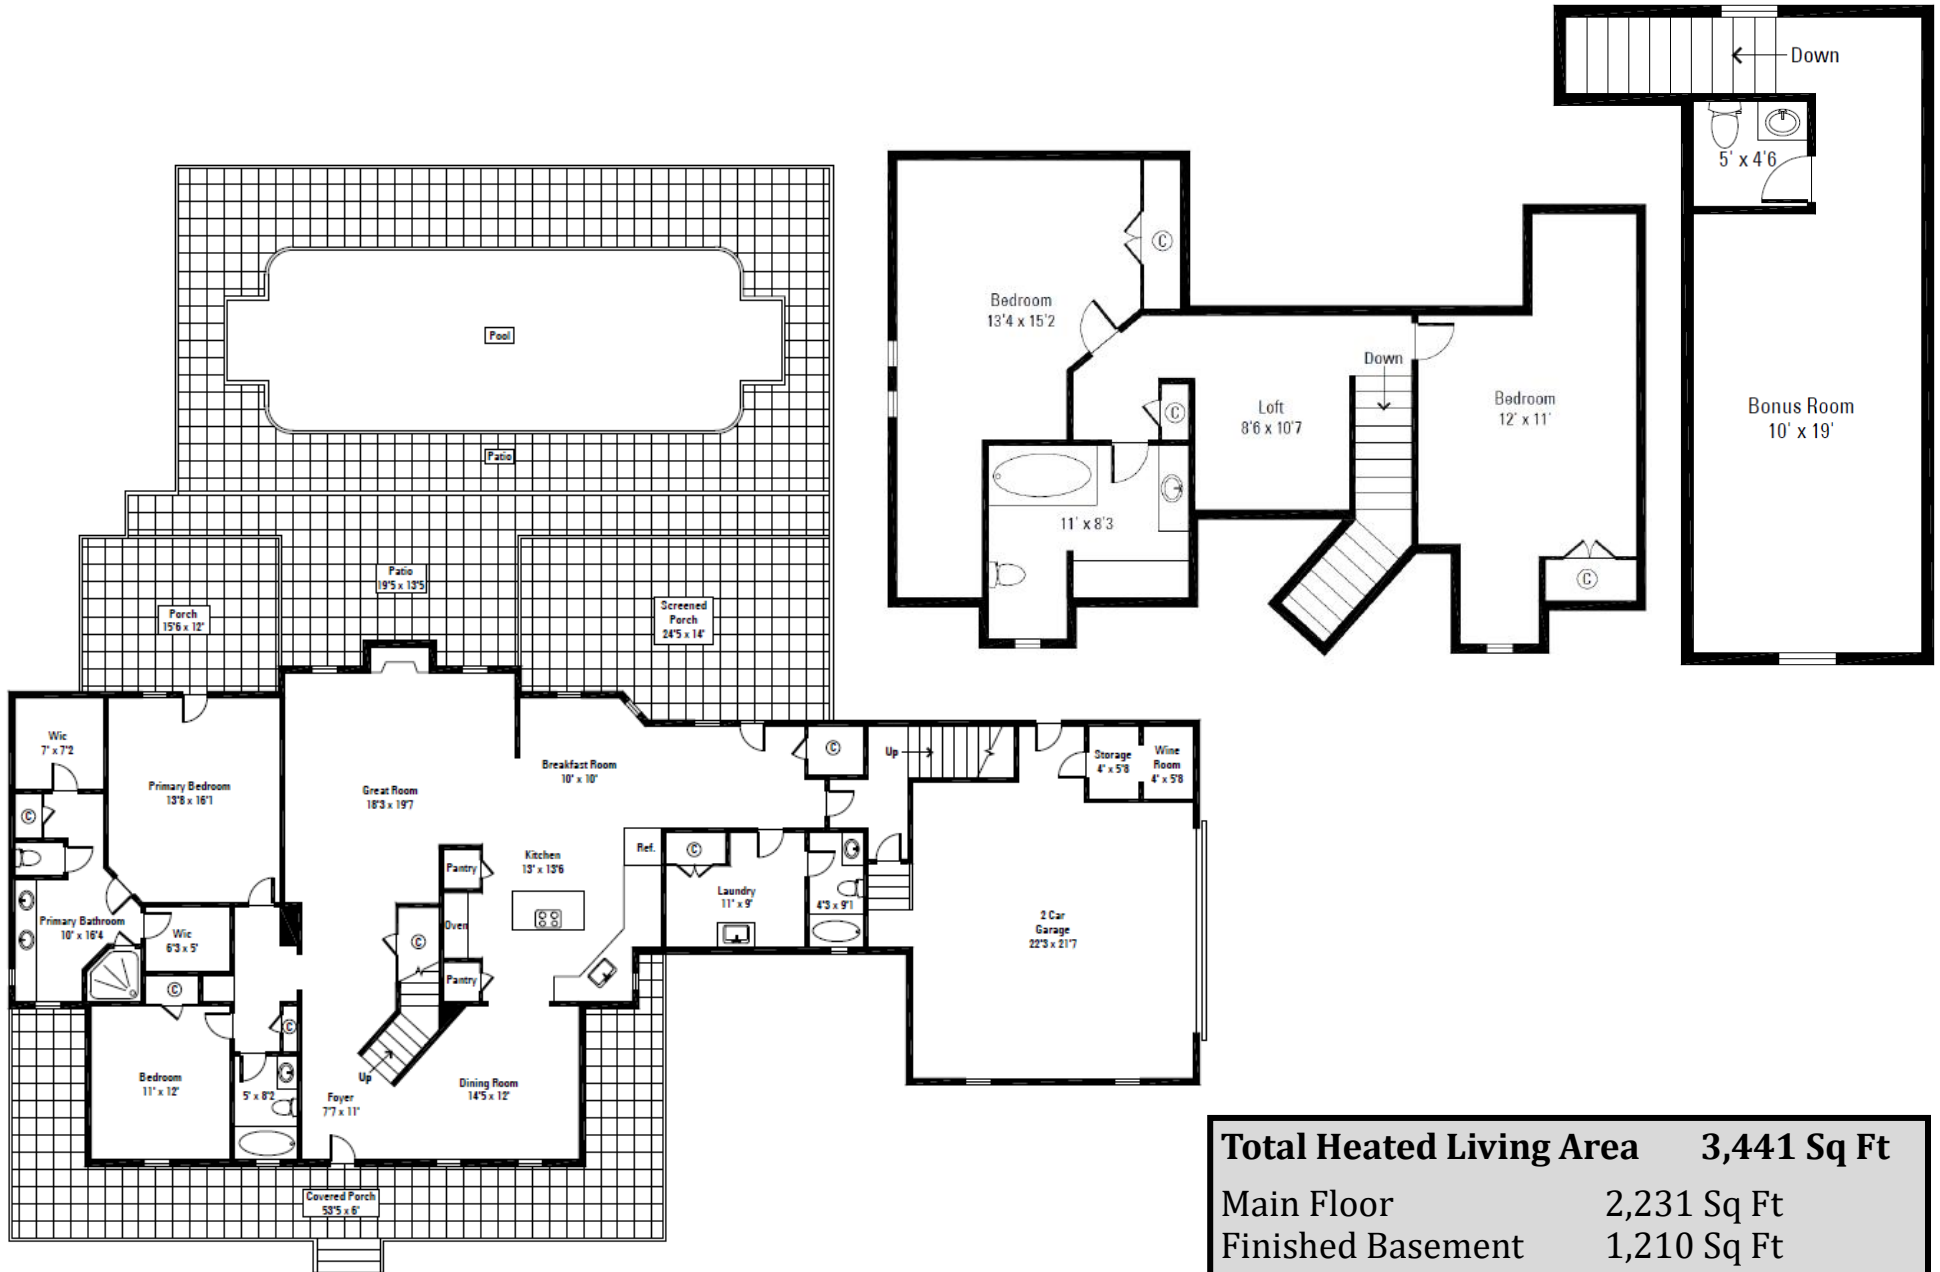 Down
5' x 4'6
Bonus Room
10' x 19'
C
Bedroom
13'4 x 15'2
Down
Loft
8'6 x 10'7
C
Bedroom
12' x 11'
11' x 8'3
C
Pool
Patio
Patio
19'5 x 13'5
Porch
15'6 x 12'
Screened
Porch
24'5 x 14'
Wic
7' x 7'2
Primary Bedroom
13'8 x 16'1
C
Great Room
18'3 x 19'7
Breakfast Room
10' x 10'
C
Up
Storage
4' x 5'8
Wine
Room
4' x 5'8
Primary Bathroom
10' x 16'4
Wic
6'3 x 5'
C
Pantry
Oven
Pantry
C
Kitchen
13' x 13'6
Ref.
C
Laundry
11' x 9'
4'3 x 9'1
2 Car
Garage
22'3 x 21'7
Bedroom
11' x 12'
C
5' x 8'2
Up
Foyer
7'7 x 11'
Dining Room
14'5 x 12'
Covered Porch
53'5 x 6'
Total Heated Living Area 3,441 Sq Ft
Main Floor 2,231 Sq Ft
Finished Basement 1,210 Sq Ft